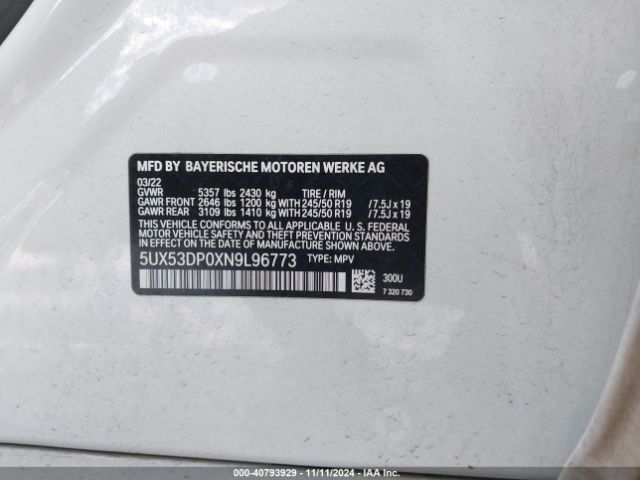 MFD BY BAYERISCHE MOTOREN WERKE AG
03/22
GVWR 5357 lbs 2430 kg TIRE / RIM
GAWR FRONT 2646 lbs 1200 kg WITH 245/50 R19 /7.5J x 19
GAWR REAR 3109 lbs 1410 kg WITH 245/50 R19 /7.5J x 19
THIS VEHICLE CONFORMS TO ALL APPLICABLE U.S. FEDERAL
MOTOR VEHICLE SAFETY STANDARDS IN EFFECT ON THE DATE
OF MANUFACTURE SHOWN ABOVE.
5UX53DP0XN9L96773 TYPE: MPV
300U
7 320 730
000-40793929 - 11/11/2024 - IAA Inc.